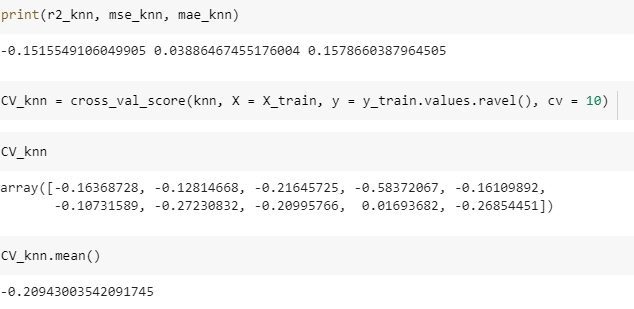 print(r2_knn, mse_knn, mae_knn)
-0.1515549106049905 0.03886467455176004 0.1578660387964505
CV_knn = cross_val_score(knn, X = X_train, y = y_train.values.ravel(), cv = 10)
CV_knn
array([-0.16368728, -0.12814668, -0.21645725, -0.58372067, -0.16109892,
-0.10731589, -0.27230832, -0.20995766, 0.01693682, -0.26854451])
CV_knn.mean()
-0.20943003542091745